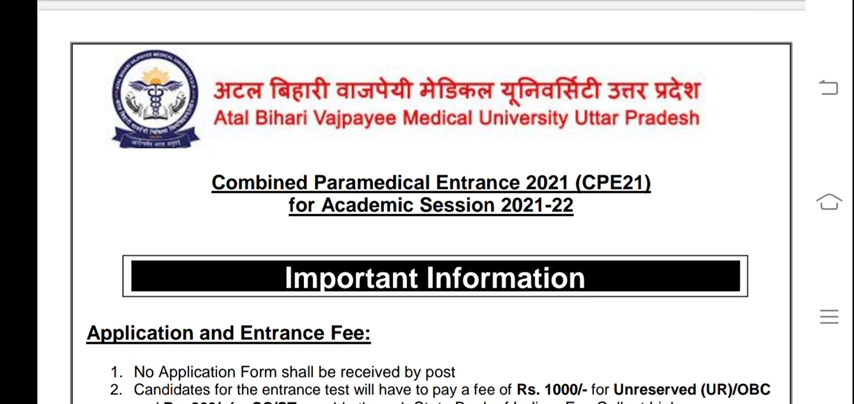 अटल बिहारी वाजपेयी मेडिकल यूनिवर्सिटी उत्तर प्रदेश
Atal Bihari Vajpayee Medical University Uttar Pradesh
Combined Paramedical Entrance 2021 (CPE21)
for Academic Session 2021-22
Important Information
Application and Entrance Fee:
1. No Application Form shall be received by post
2. Candidates for the entrance test will have to pay a fee of Rs. 1000/- for Unreserved (UR)/OBC